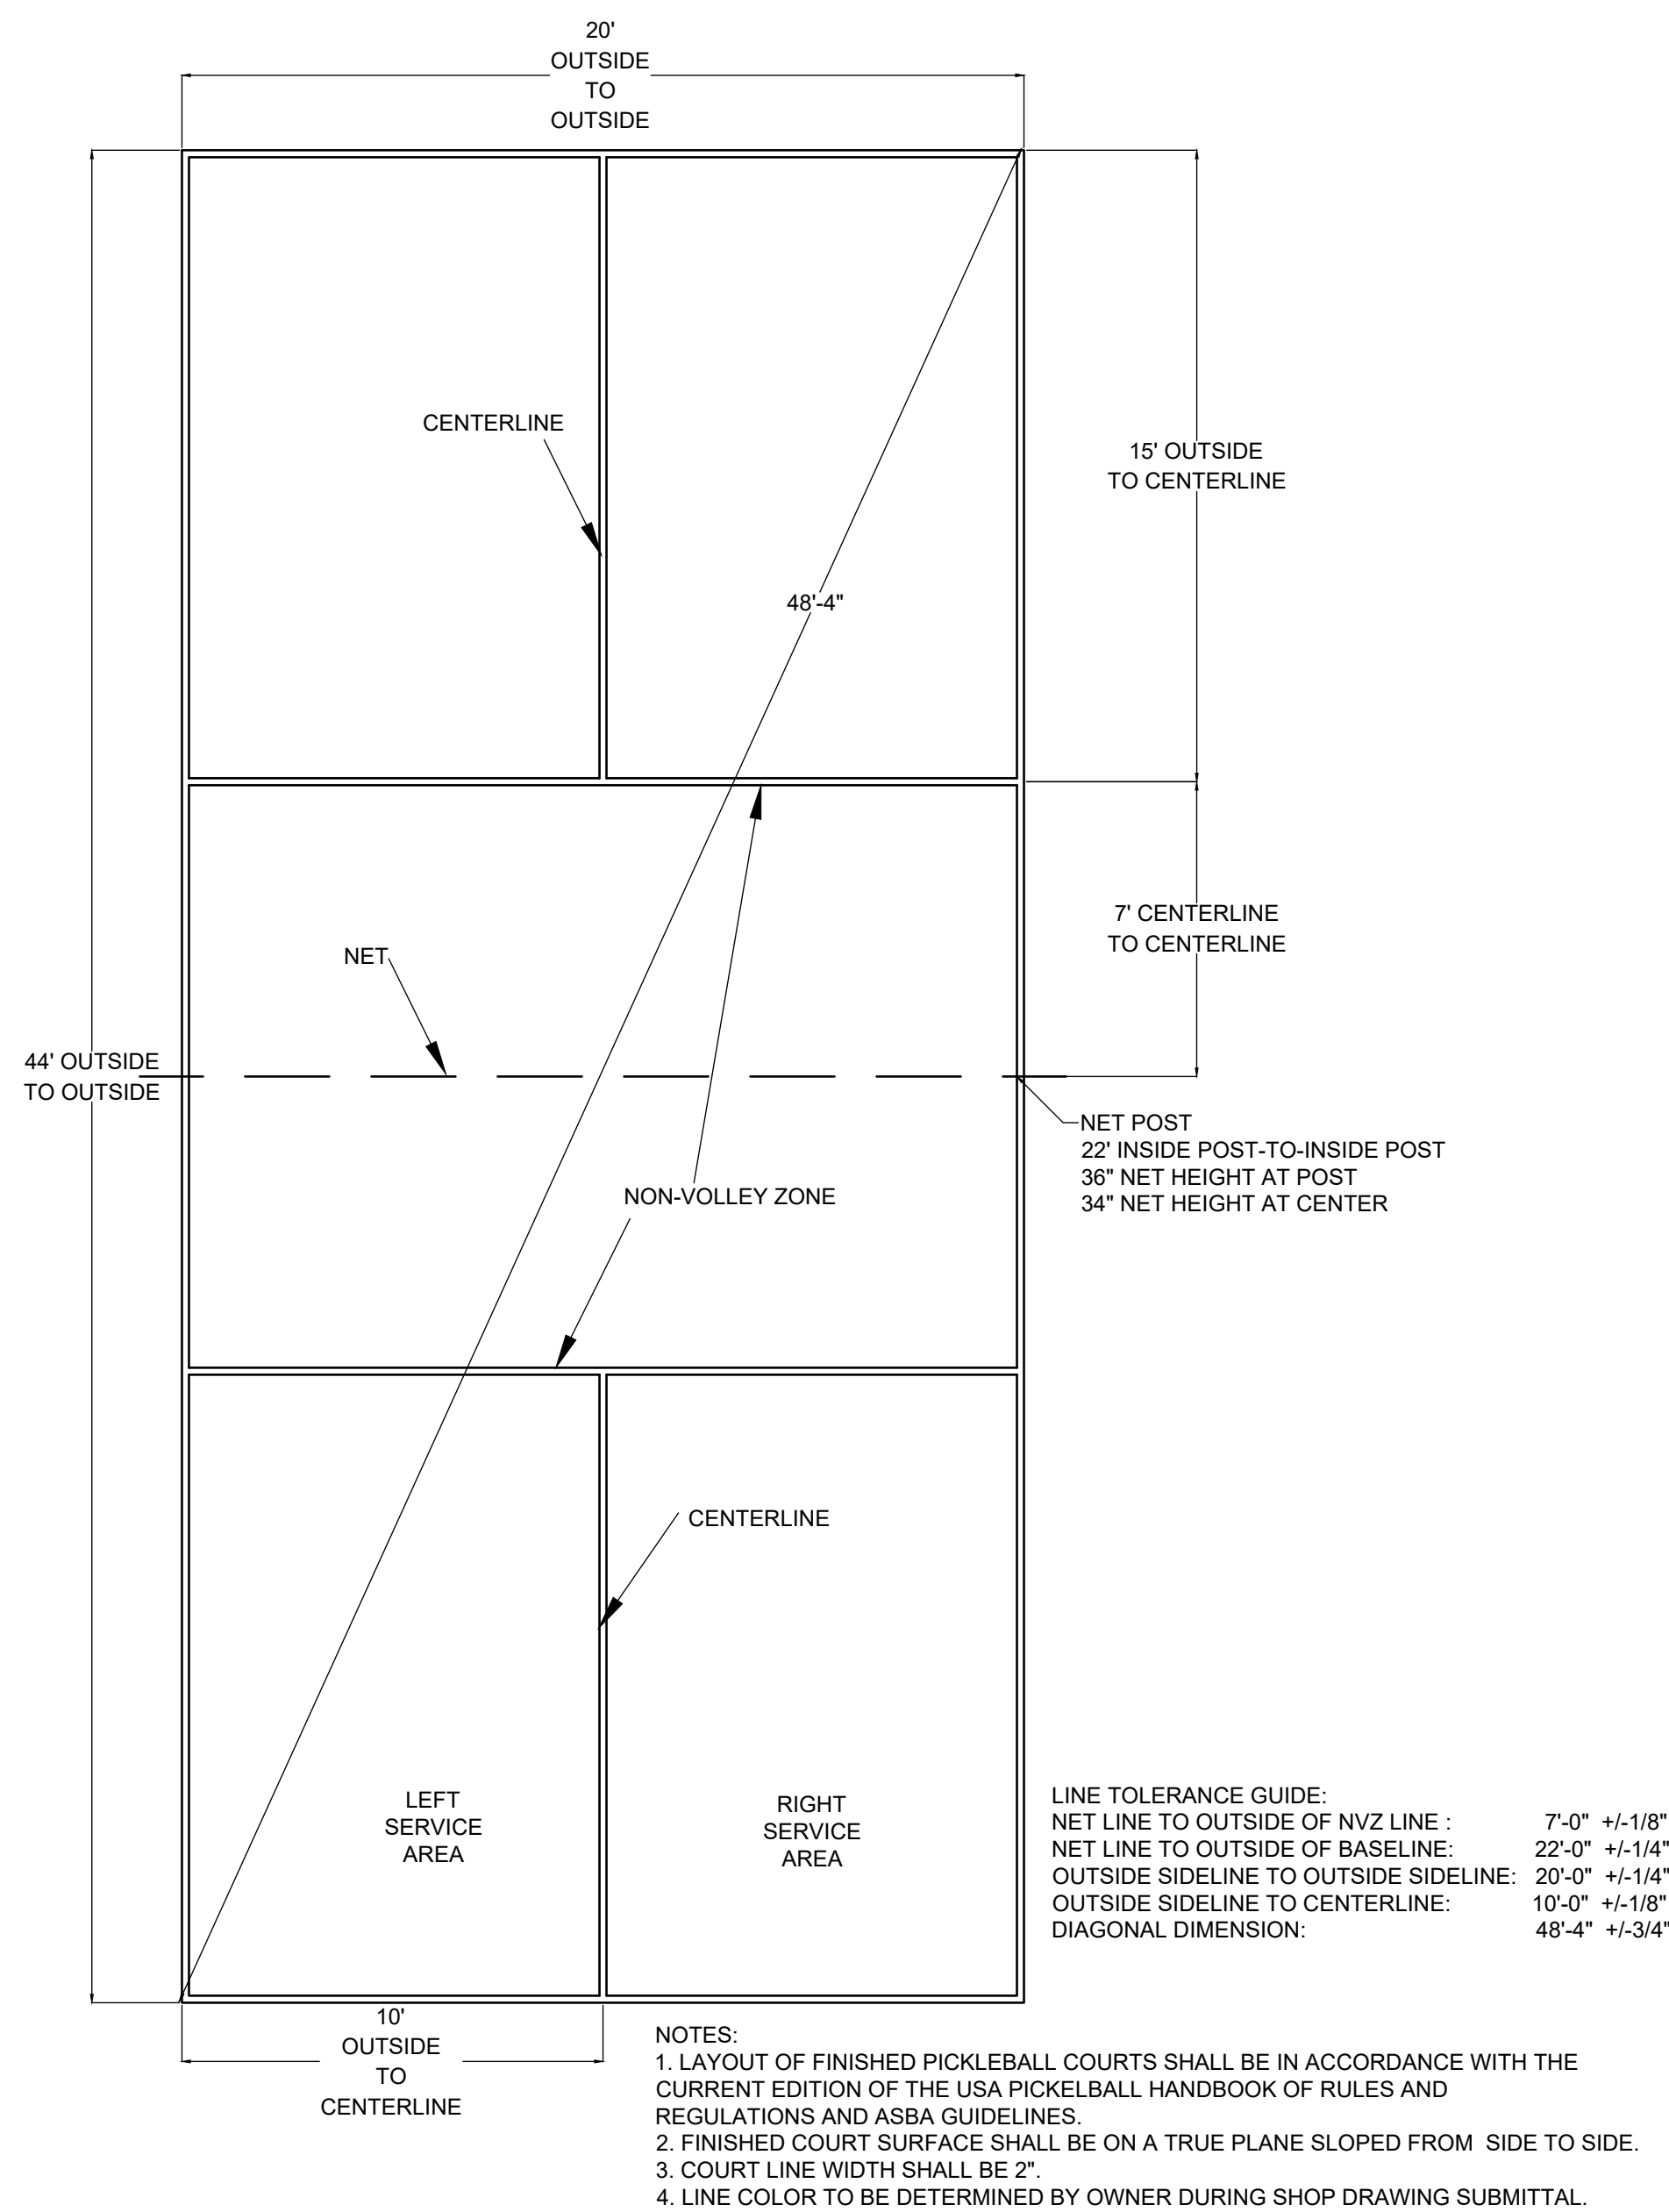 20'
OUTSIDE
TO
OUTSIDE
CENTERLINE
15' OUTSIDE
TO CENTERLINE
48'-4"
7' CENTERLINE
TO CENTERLINE
NET
44' OUTSIDE
TO OUTSIDE
NET POST
22' INSIDE POST-TO-INSIDE POST
36" NET HEIGHT AT POST
34" NET HEIGHT AT CENTER
NON-VOLLEY ZONE
CENTERLINE
LEFT
SERVICE
AREA
RIGHT
SERVICE
AREA
LINE TOLERANCE GUIDE:
NET LINE TO OUTSIDE OF NVZ LINE : 7'-0" +/-1/8"
NET LINE TO OUTSIDE OF BASELINE: 22'-0" +/-1/4"
OUTSIDE SIDELINE TO OUTSIDE SIDELINE: 20'-0" +/-1/4"
OUTSIDE SIDELINE TO CENTERLINE: 10'-0" +/-1/8"
DIAGONAL DIMENSION: 48'-4" +/-3/4"
10'
OUTSIDE
TO
CENTERLINE
NOTES:
1. LAYOUT OF FINISHED PICKLEBALL COURTS SHALL BE IN ACCORDANCE WITH THE
CURRENT EDITION OF THE USA PICKELBALL HANDBOOK OF RULES AND
REGULATIONS AND ASBA GUIDELINES.
2. FINISHED COURT SURFACE SHALL BE ON A TRUE PLANE SLOPED FROM SIDE TO SIDE.
3. COURT LINE WIDTH SHALL BE 2".
4. LINE COLOR TO BE DETERMINED BY OWNER DURING SHOP DRAWING SUBMITTAL.